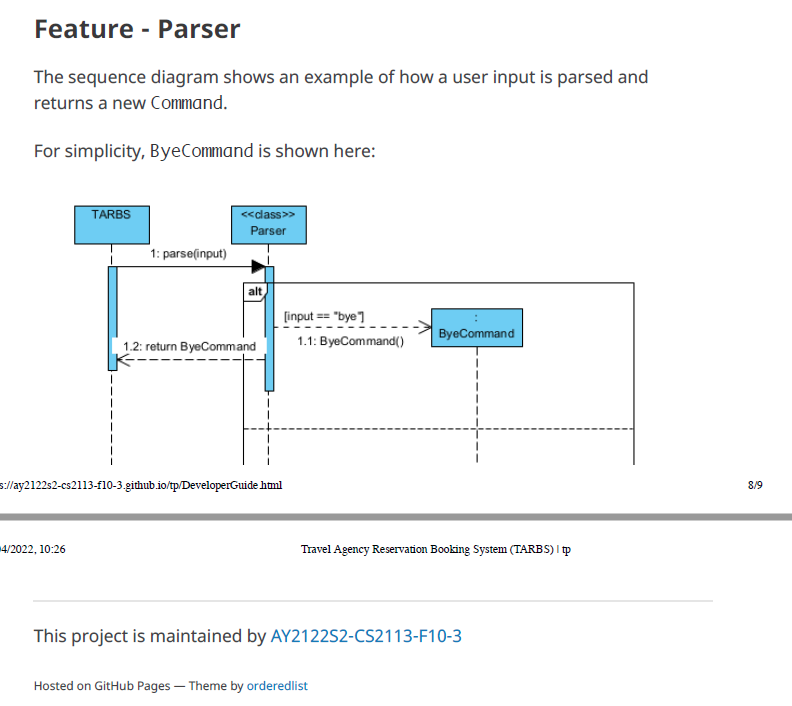 Feature - Parser
The sequence diagram shows an example of how a user input is parsed and
returns a new Command.
For simplicity, ByeCommand is shown here:
TARBS
<<class>>
Parser
1: parse(input)
alt
[input == "bye"]
:
ByeCommand
1.1: ByeCommand()
1.2: return ByeCommand
s://ay2122s2-cs2113-f10-3.github.io/tp/DeveloperGuide.html
8/9
04/2022, 10:26
Travel Agency Reservation Booking System (TARBS) | tp
This project is maintained by AY2122S2-CS2113-F10-3
Hosted on GitHub Pages — Theme by orderedlist